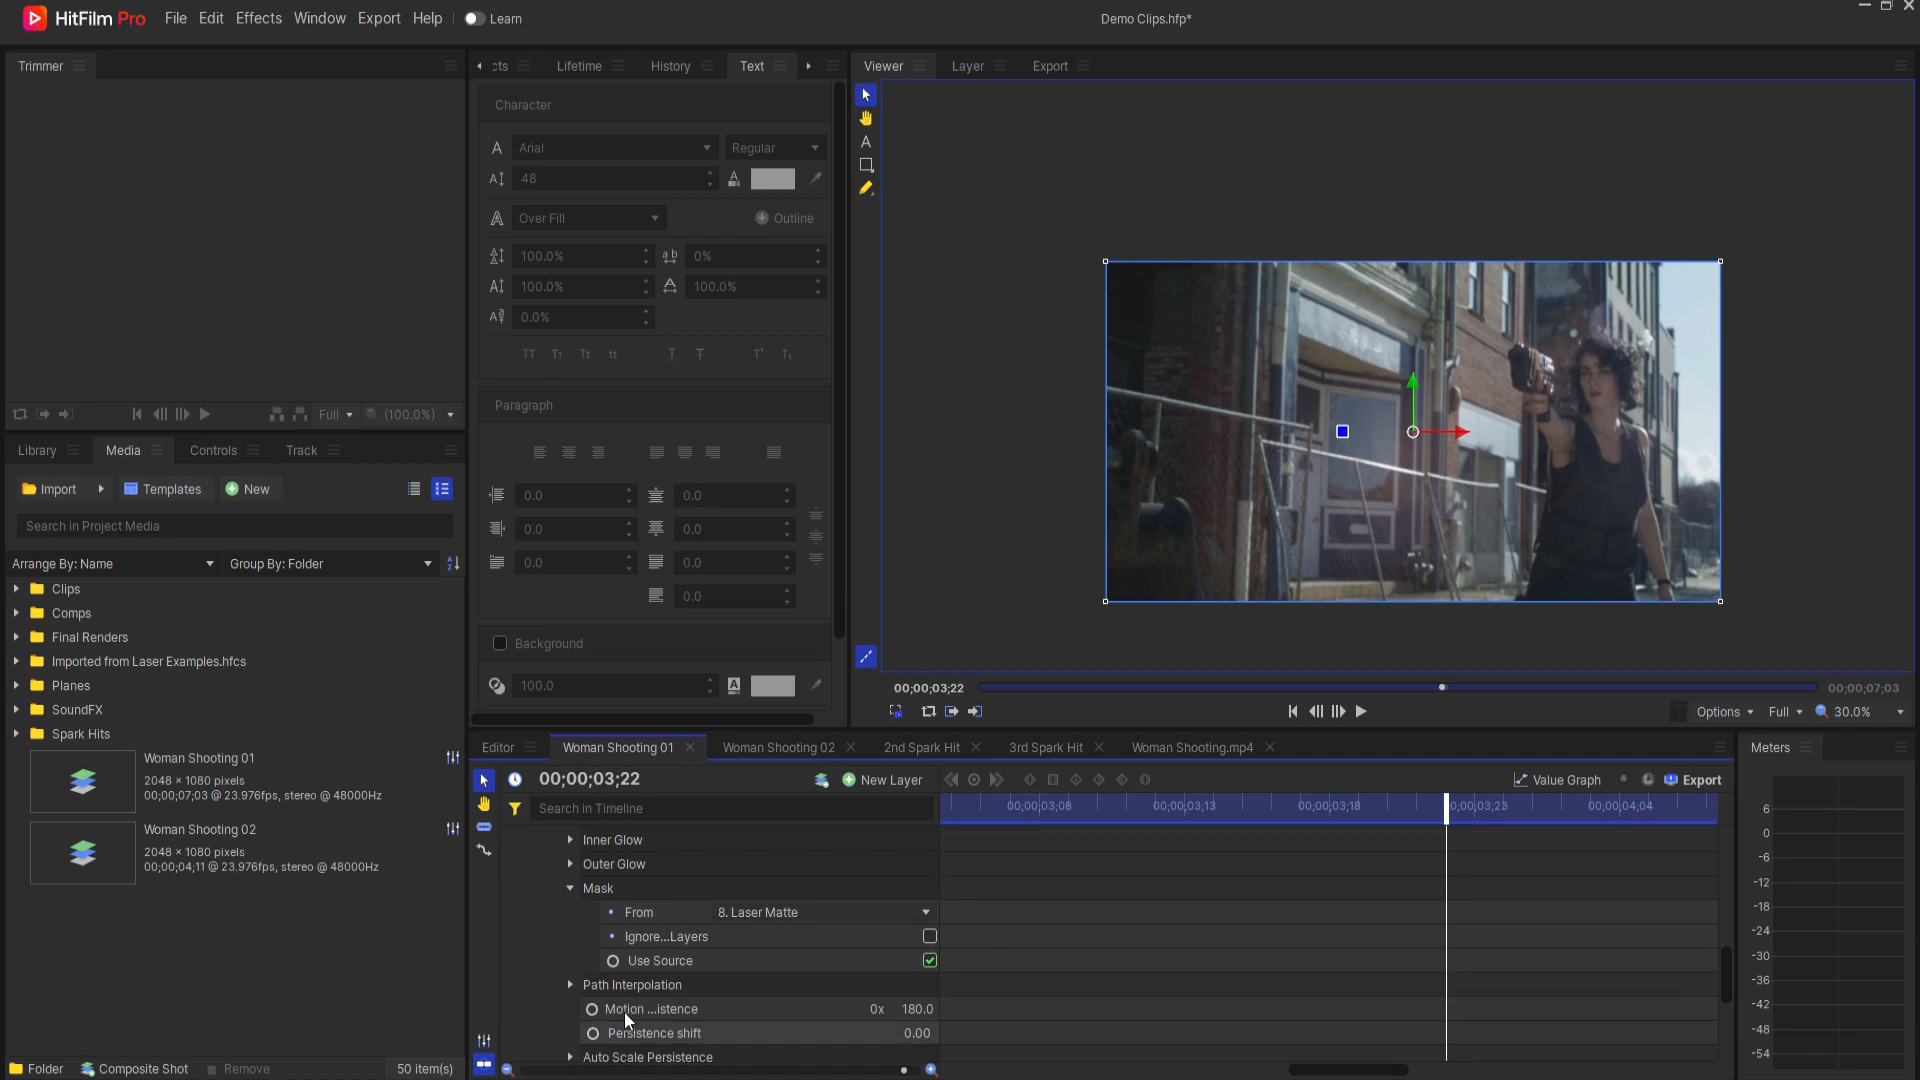 HitFilm Pro File Edit Effects Window Export Help Learn Demo Clips.hfp*
Trimmer
Full (100.0%)
cts Lifetime History Text
Character
Arial Regular
48
Over Fill Outline
100.0% 0%
100.0% 100.0%
0.0%
Paragraph
0.0 0.0
0.0 0.0
0.0 0.0
0.0
Background
100.0
Viewer Layer Export
00;00;03;22 00;00;07;03
Options Full 30.0%
Library Media Controls Track
Import Templates New
Search in Project Media
Arrange By: Name Group By: Folder
Clips
Comps
Final Renders
Imported from Laser Examples.hfcs
Planes
SoundFX
Spark Hits
Woman Shooting 01
2048 × 1080 pixels
00;00;07;03 @ 23.976fps, stereo @ 48000Hz
Woman Shooting 02
2048 × 1080 pixels
00;00;04;11 @ 23.976fps, stereo @ 48000Hz
Folder Composite Shot Remove 50 item(s)
Editor Woman Shooting 01 Woman Shooting 02 2nd Spark Hit 3rd Spark Hit Woman Shooting.mp4
00;00;03;22 New Layer Value Graph Export
Search in Timeline
00;00;03;08 00;00;03;13 00;00;03;18 0;00;03;23 00;00;04;04
Inner Glow
Outer Glow
Mask
From 8. Laser Matte
Ignore...Layers
Use Source
Path Interpolation
Motion ...istence 0x 180.0
Persistence shift 0.00
Auto Scale Persistence
Meters
6
0
-6
-12
-18
-24
-30
-36
-42
-48
-54